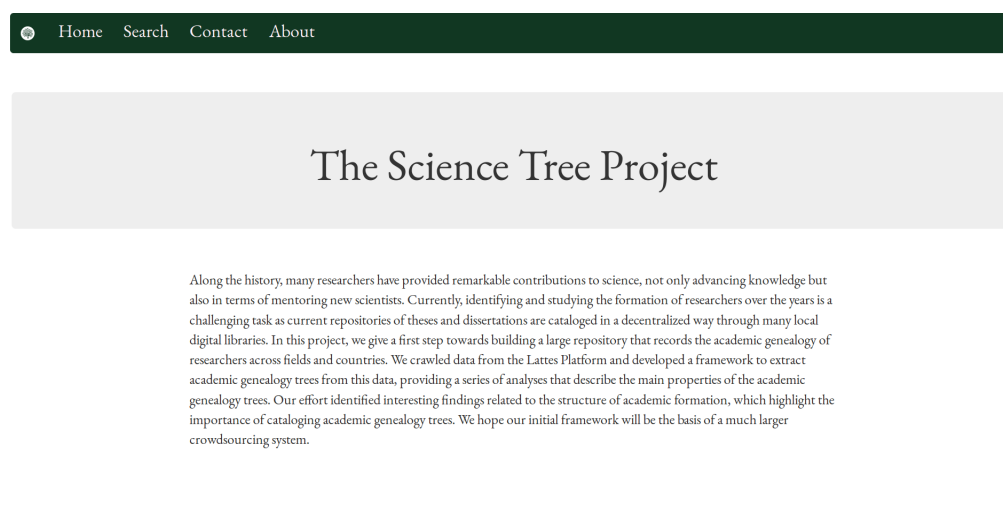 Home Search Contact About
The Science Tree Project
Along the history, many researchers have provided remarkable contributions to science, not only advancing knowledge but
also in terms of mentoring new scientists. Currently, identifying and studying the formation of researchers over the years is a
challenging task as current repositories of theses and dissertations are cataloged in a decentralized way through many local
digital libraries. In this project, we give a first step towards building a large repository that records the academic genealogy of
researchers across fields and countries. We crawled data from the Lattes Platform and developed a framework to extract
academic genealogy trees from this data, providing a series of analyses that describe the main properties of the academic
genealogy trees. Our effort identified interesting findings related to the structure of academic formation, which highlight the
importance of cataloging academic genealogy trees. We hope our initial framework will be the basis of a much larger
crowdsourcing system.